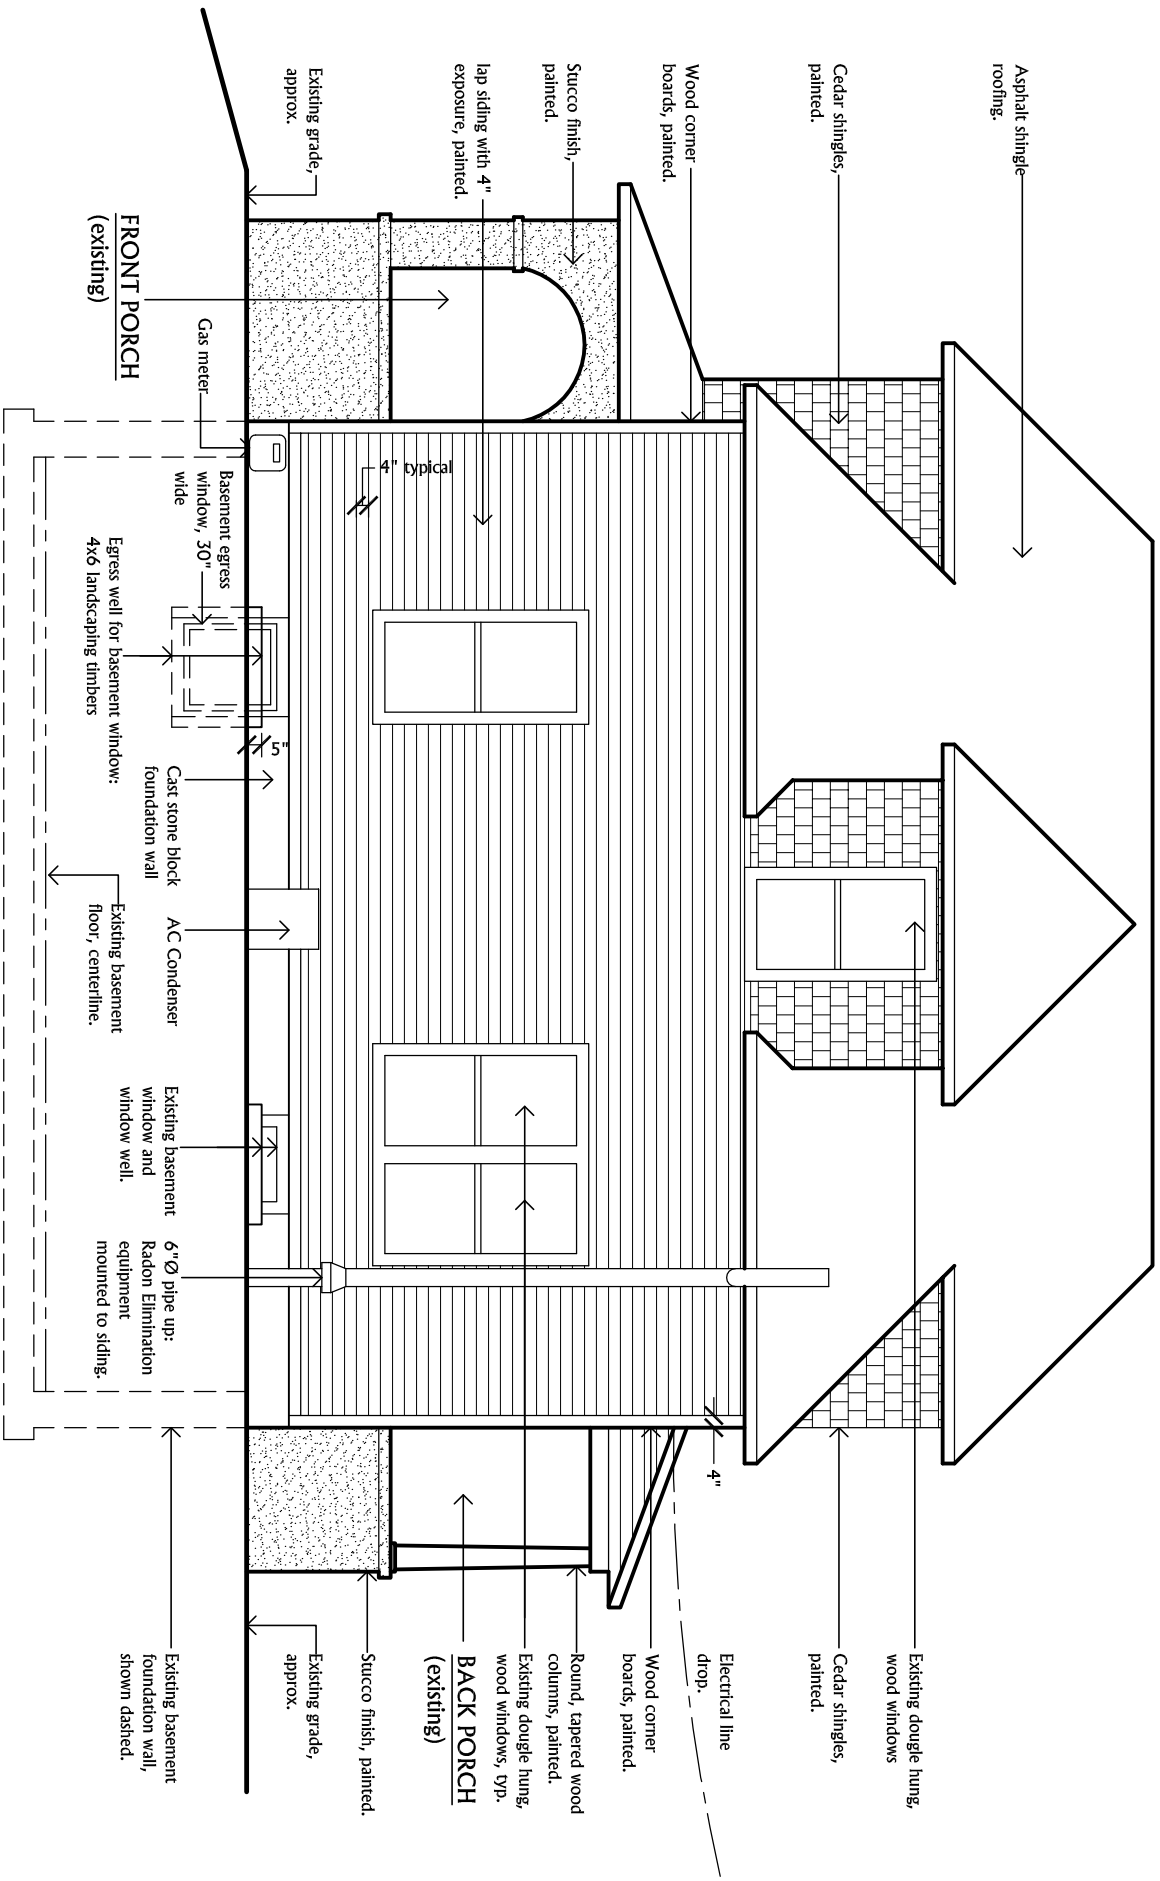 Asphalt shingle
roofing.
Cedar shingles,
painted.
Wood corner
boards, painted.
Stucco finish,
painted.
lap siding with 4"
exposure, painted.
Existing grade,
approx.
FRONT PORCH
(existing)
Gas meter
4" typical
Basement egress
window, 30"
wide
Egress well for basement window:
4x6 landscaping timbers
5"
Cast stone block
foundation wall
AC Condenser
Existing basement
floor, centerline.
Existing basement
window and
window well.
6"Ø pipe up:
Radon Elimination
equipment
mounted to siding.
4"
Existing dougle hung,
wood windows
Cedar shingles,
painted.
Electrical line
drop.
Wood corner
boards, painted.
Round, tapered wood
columns, painted.
Existing dougle hung,
wood windows, typ.
BACK PORCH
(existing)
Stucco finish, painted.
Existing grade,
approx.
Existing basement
foundation wall,
shown dashed.